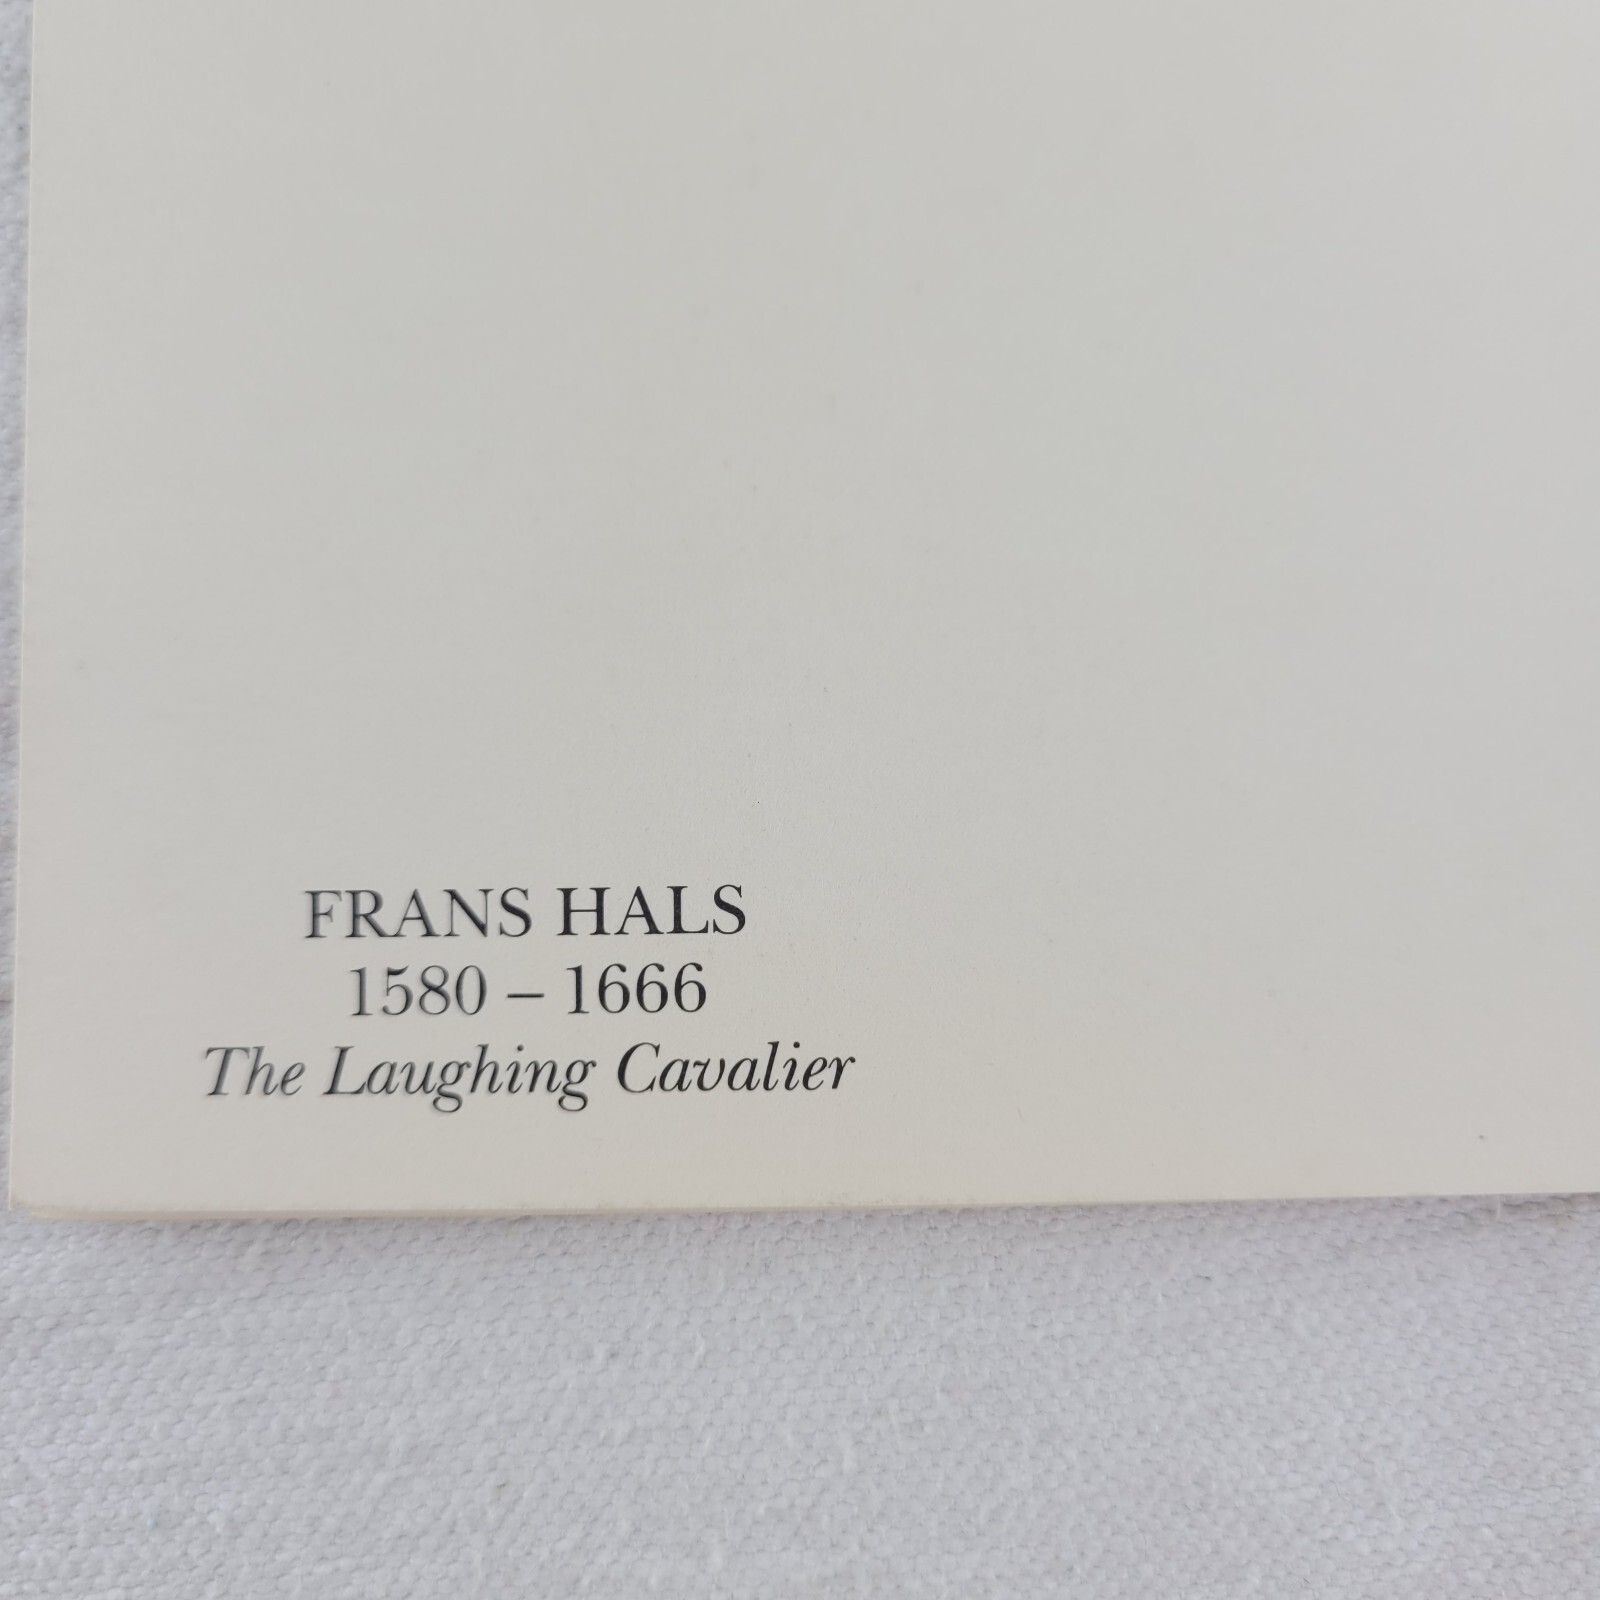 FRANS HALS
1580 – 1666
The Laughing Cavalier